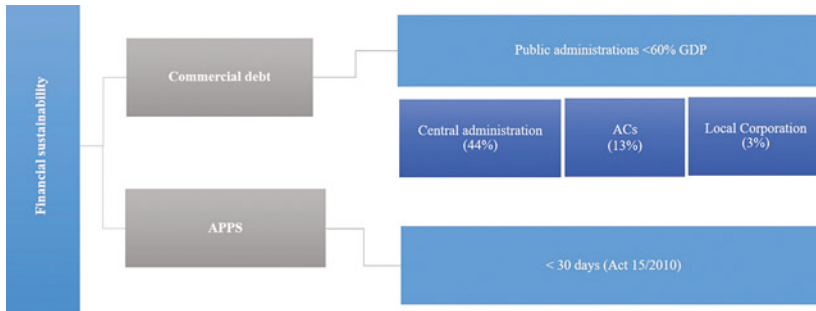 Financial sustainability
Commercial debt
Public administrations <60% GDP
Central administration
(44%)
ACs
(13%)
Local Corporation
(3%)
APPS
< 30 days (Act 15/2010)